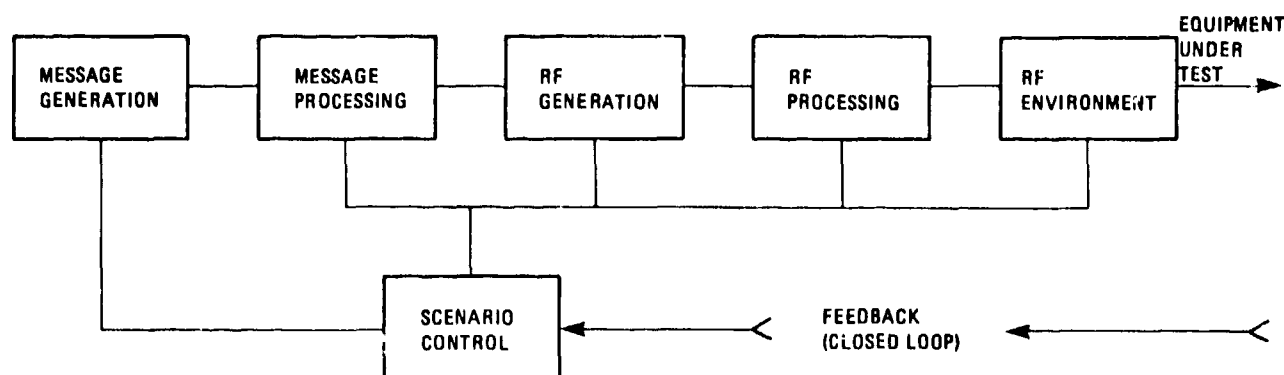 EQUIPMENT
UNDER
TEST
MESSAGE
GENERATION
MESSAGE
PROCESSING
RF
GENERATION
RF
PROCESSING
RF
ENVIRONMENT
SCENARIO
CONTROL
FEEDBACK
(CLOSED LOOP)